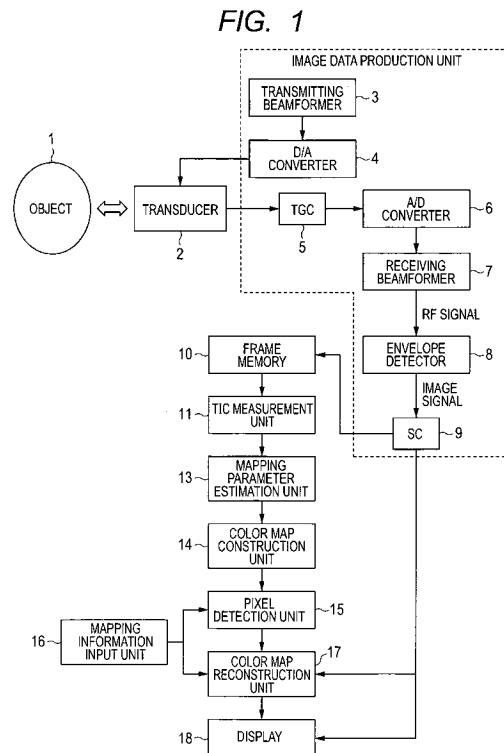 FIG. 1
IMAGE DATA PRODUCTION UNIT
TRANSMITTING
BEAMFORMER
3
D/A
CONVERTER
4
1
OBJECT
TRANSDUCER
2
TGC
5
A/D
CONVERTER
6
RECEIVING
BEAMFORMER
7
RF SIGNAL
ENVELOPE
DETECTOR
8
IMAGE
SIGNAL
SC
9
10
FRAME
MEMORY
11
TIC MEASUREMENT
UNIT
13
MAPPING
PARAMETER
ESTIMATION UNIT
14
COLOR MAP
CONSTRUCTION
UNIT
PIXEL
DETECTION UNIT
15
16
MAPPING
INFORMATION
INPUT UNIT
COLOR MAP
RECONSTRUCTION
UNIT
17
18
DISPLAY